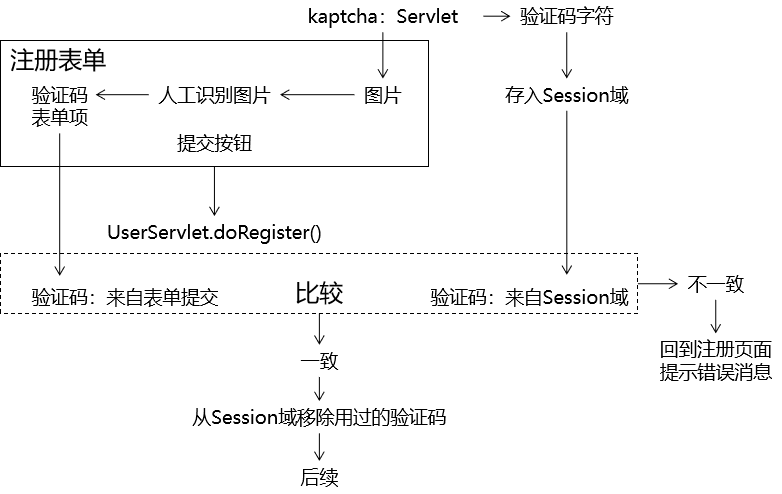 kaptcha：Servlet
验证码字符
注册表单
验证码
表单项
人工识别图片
图片
存入Session域
提交按钮
UserServlet.doRegister()
验证码：来自表单提交
比较
验证码：来自Session域
不一致
一致
回到注册页面
提示错误消息
从Session域移除用过的验证码
后续